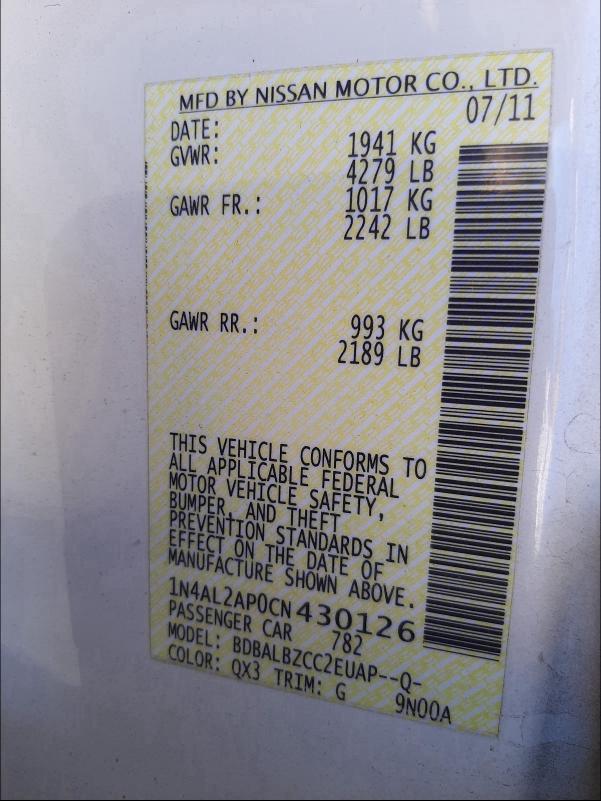 MFD BY NISSAN MOTOR CO., LTD.
DATE: 07/11
GVWR: 1941 KG
4279 LB
GAWR FR.: 1017 KG
2242 LB
GAWR RR.: 993 KG
2189 LB
THIS VEHICLE CONFORMS TO
ALL APPLICABLE FEDERAL
MOTOR VEHICLE SAFETY,
BUMPER, AND THEFT
PREVENTION STANDARDS IN
EFFECT ON THE DATE OF
MANUFACTURE SHOWN ABOVE.
1N4AL2AP0CN430126
PASSENGER CAR 782
MODEL: BDBALBZCC2EUAP--Q-
COLOR: QX3 TRIM: G 9N00A